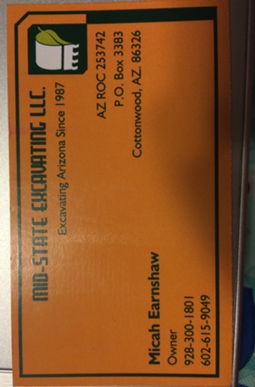 MID-STATE EXCAVATING LLC.
Excavating Arizona Since 1987
AZ ROC 253742
P.O. Box 3383
Cottonwood, AZ. 86326
Micah Earnshaw
Owner
928-300-1801
602-615-9049